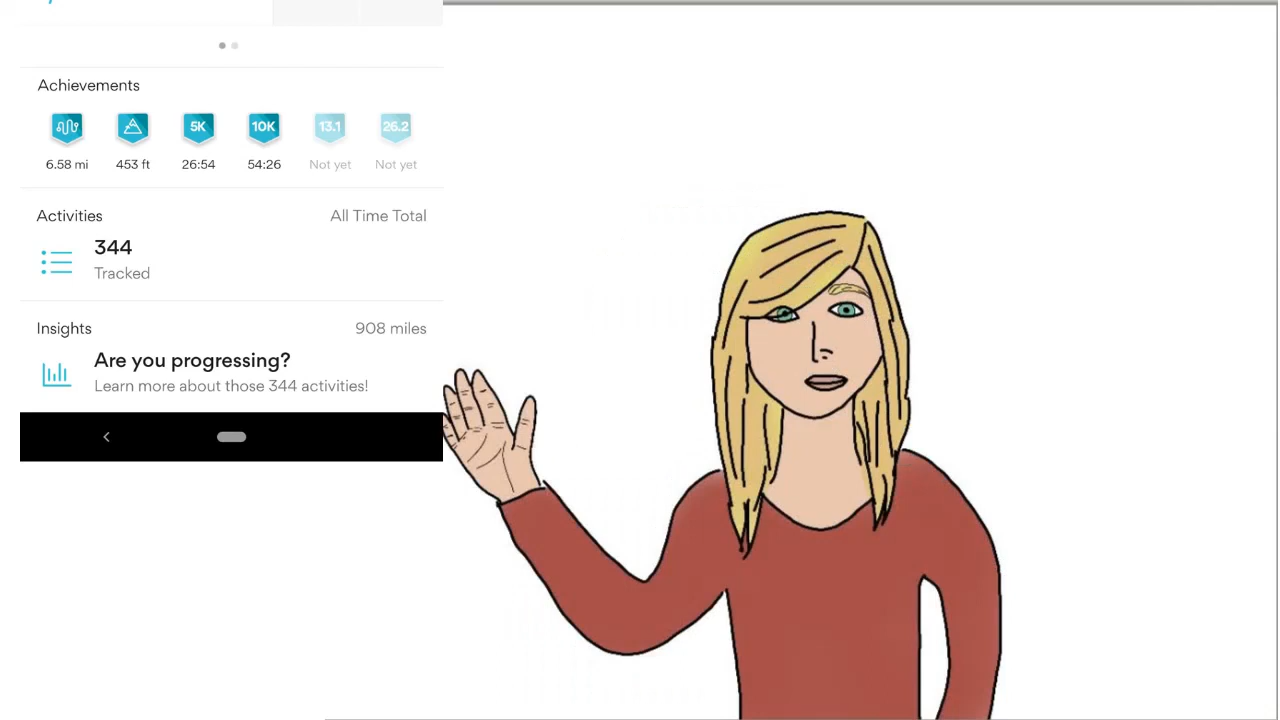 Achievements
5K 10K 13.1 26.2
6.58 mi 453 ft 26:54 54:26 Not yet Not yet
Activities All Time Total
344
Tracked
Insights 908 miles
Are you progressing?
Learn more about those 344 activities!